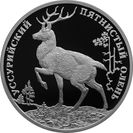 УССУРИЙСКИЙ ПЯТНИСТЫЙ ОЛЕНЬ